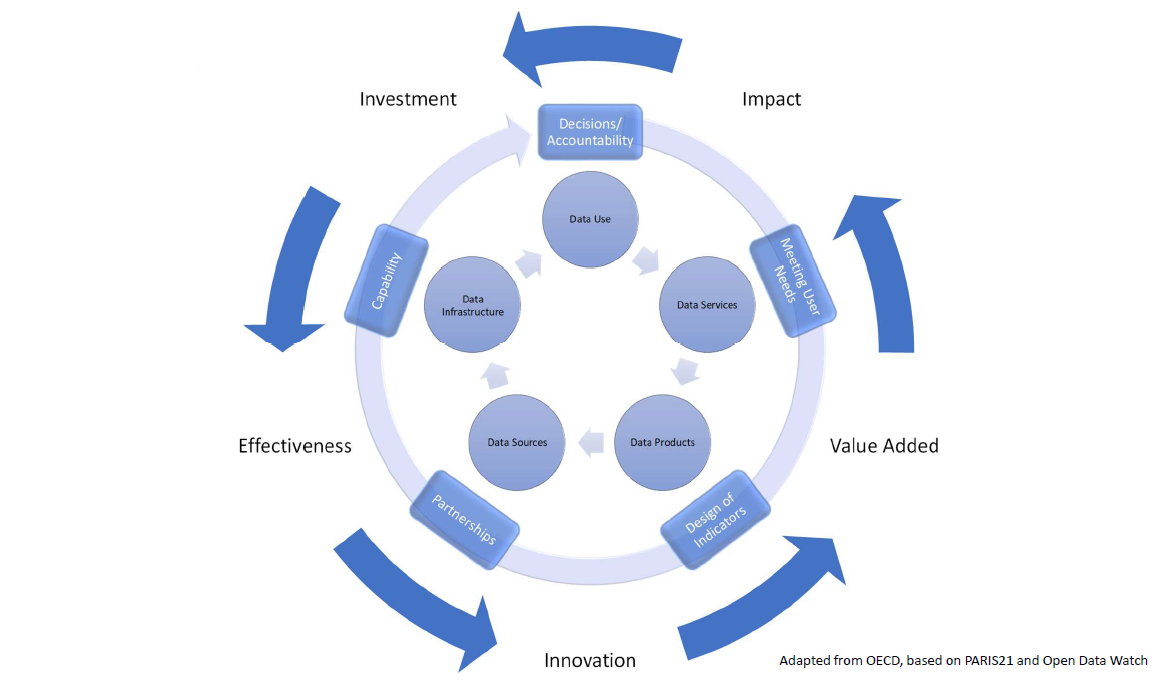 Investment
Impact
Decisions/
Accountability
Data Use
Capability
Meeting User
Needs
Data
Infrastructure
Data Services
Effectiveness
Data Sources
Data Products
Value Added
Partnerships
Design of
Indicators
Innovation
Adapted from OECD, based on PARIS21 and Open Data Watch